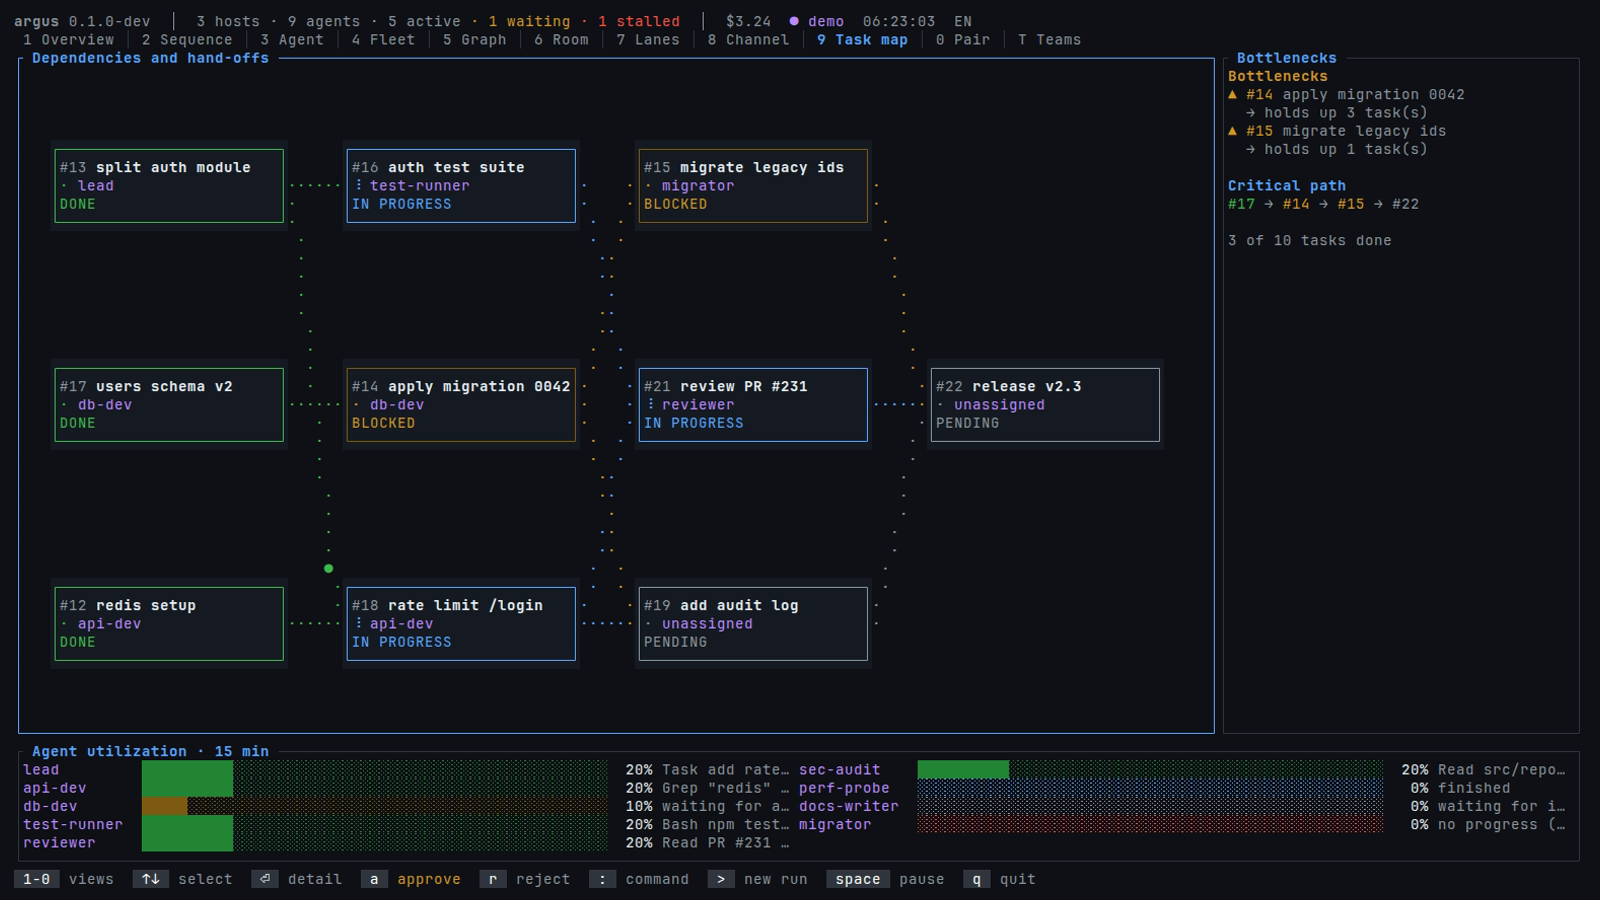 argus 0.1.0-dev │ 3 hosts · 9 agents · 5 active · 1 waiting · 1 stalled │ $3.24 ● demo 06:23:03 EN
1 Overview │ 2 Sequence │ 3 Agent │ 4 Fleet │ 5 Graph │ 6 Room │ 7 Lanes │ 8 Channel │ 9 Task map │ 0 Pair │ T Teams
Dependencies and hand-offs
#13 split auth module
· lead
DONE
#16 auth test suite
⠇test-runner
IN PROGRESS
#15 migrate legacy ids
· migrator
BLOCKED
#17 users schema v2
· db-dev
DONE
#14 apply migration 0042
· db-dev
BLOCKED
#21 review PR #231
⠇reviewer
IN PROGRESS
#22 release v2.3
· unassigned
PENDING
#12 redis setup
· api-dev
DONE
#18 rate limit /login
⠇api-dev
IN PROGRESS
#19 add audit log
· unassigned
PENDING
Bottlenecks
Bottlenecks
▲ #14 apply migration 0042
→ holds up 3 task(s)
▲ #15 migrate legacy ids
→ holds up 1 task(s)
Critical path
#17 → #14 → #15 → #22
3 of 10 tasks done
Agent utilization · 15 min
lead 20% Task add rate…
api-dev 20% Grep "redis" …
db-dev 10% waiting for a…
test-runner 20% Bash npm test…
reviewer 20% Read PR #231 …
sec-audit 20% Read src/repo…
perf-probe 0% finished
docs-writer 0% waiting for i…
migrator 0% no progress (…
1-0 views ↑↓ select ⏎ detail a approve r reject : command > new run space pause q quit